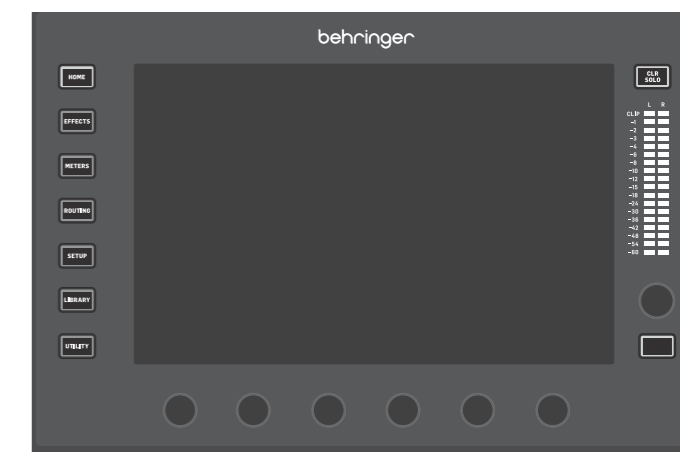 behringer
HOME
CLR
SOLO
EFFECTS
L R
CLIP
-1
-2
-3
-4
-6
-8
-10
-12
-15
-18
-24
-30
-36
-42
-48
-54
-60
METERS
ROUTING
SETUP
LIBRARY
UTILITY